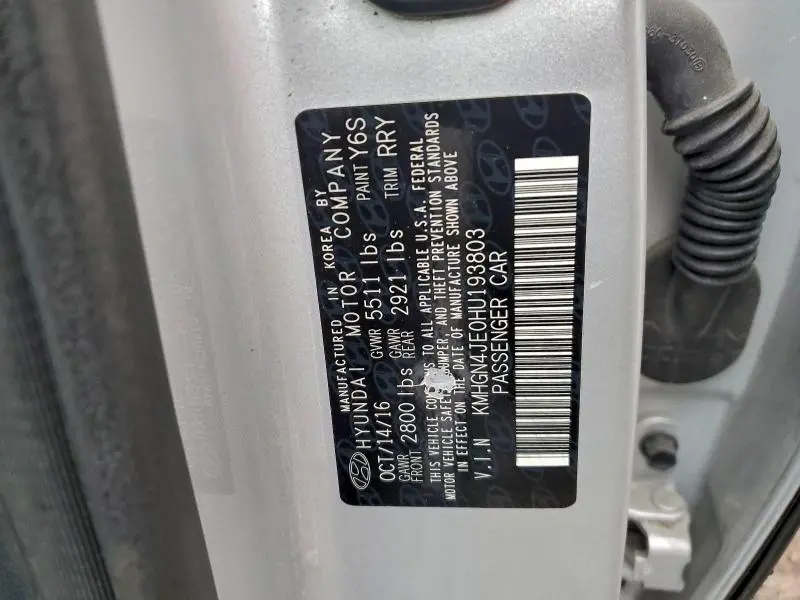 MANUFACTURED IN KOREA BY
HYUNDAI MOTOR COMPANY
OCT/14/16 GVWR 5511 lbs PAINT Y6S
GAWR FRONT 2800 lbs GAWR REAR 2921 lbs TRIM RRY
THIS VEHICLE CONFORMS TO ALL APPLICABLE U.S.A. FEDERAL
MOTOR VEHICLE SAFETY, BUMPER, AND THEFT PREVENTION STANDARDS
IN EFFECT ON THE DATE OF MANUFACTURE SHOWN ABOVE
V.I.N KMHGN4JE0HU193803
PASSENGER CAR